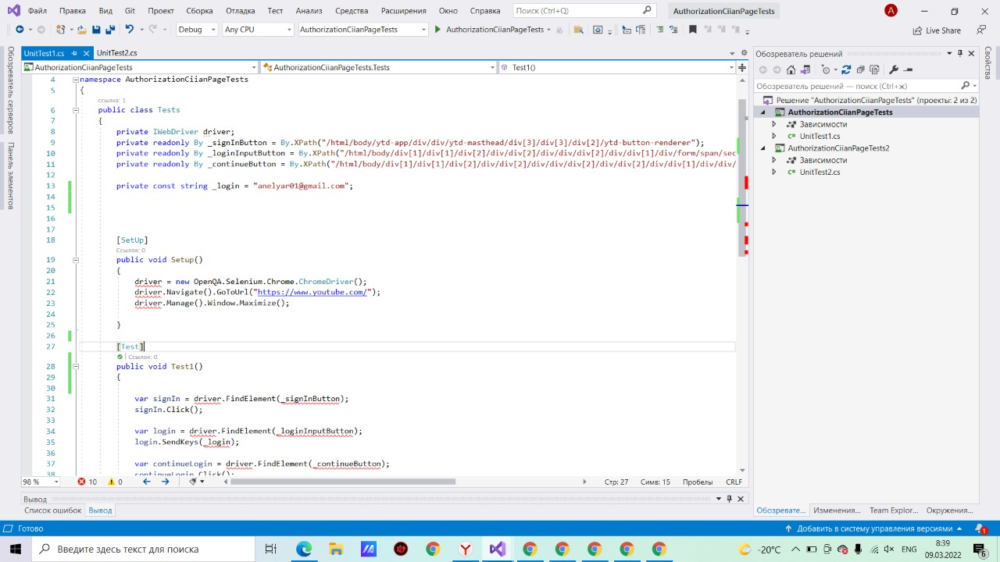 Файл Правка Вид Git Проект Сборка Отладка Тест Анализ Средства Расширения Окно Справка Поиск (Ctrl+Q) AuthorizationCiianPageTests A
Debug Any CPU AuthorizationCiianPageTests AuthorizationCiianPageTests Live Share
Обозреватель серверов
Панель элементов
UnitTest1.cs UnitTest2.cs
AuthorizationCiianPageTests AuthorizationCiianPageTests.Tests Test1()
4 namespace AuthorizationCiianPageTests
5 {
ссылка: 1
6 public class Tests
7 {
8 private IWebDriver driver;
9 private readonly By _signInButton = By.XPath("/html/body/ytd-app/div/div/ytd-masthead/div[3]/div[3]/div[2]/ytd-button-renderer");
10 private readonly By _loginInputButton = By.XPath("/html/body/div[1]/div[1]/div[2]/div/div[2]/div/div/div[2]/div/div[2]/div/div[1]/div/form/span/sec
11 private readonly By _continueButton = By.XPath("/html/body/div[1]/div[1]/div[2]/div/div[2]/div/div/div[2]/div/div[2]/div/div[1]/div/div/
12
13 private const string _login = "anelyar01@gmail.com";
14
15
16
17
18 [SetUp]
Ссылок: 0
19 public void Setup()
20 {
21 driver = new OpenQA.Selenium.Chrome.ChromeDriver();
22 driver.Navigate().GoToUrl("https://www.youtube.com/");
23 driver.Manage().Window.Maximize();
24
25 }
26
27 [Test]
Ссылок: 0
28 public void Test1()
29 {
30
31 var signIn = driver.FindElement(_signInButton);
32 signIn.Click();
33
34 var login = driver.FindElement(_loginInputButton);
35 login.SendKeys(_login);
36
37 var continueLogin = driver.FindElement(_continueButton);
38 continueLogin.Click();
98 % 10 0 Стр: 27 Симв: 15 Пробелы CRLF
Вывод
Список ошибок Вывод
Обозреватель решений
Обозреватель решений — поиск (Ctrl+ж)
Решение "AuthorizationCiianPageTests" (проекты: 2 из 2)
AuthorizationCiianPageTests
Зависимости
C# UnitTest1.cs
AuthorizationCiianPageTests2
Зависимости
C# UnitTest2.cs
Обозревате... Изменения... Team Explor... Окружения...
Свойства
Готово Добавить в систему управления версиями 1
Введите здесь текст для поиска -20°C ENG 8:39
09.03.2022 6